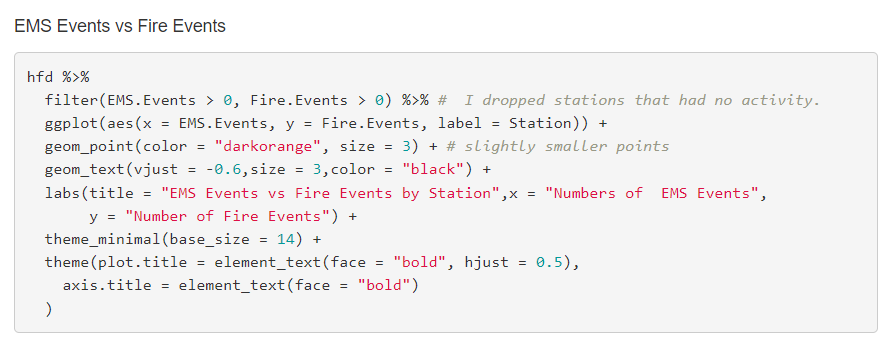 EMS Events vs Fire Events
hfd %>%
  filter(EMS.Events > 0, Fire.Events > 0) %>% #  I dropped stations that had no activity.
  ggplot(aes(x = EMS.Events, y = Fire.Events, label = Station)) +
  geom_point(color = "darkorange", size = 3) + # slightly smaller points
  geom_text(vjust = -0.6,size = 3,color = "black") +
  labs(title = "EMS Events vs Fire Events by Station",x = "Numbers of  EMS Events",
       y = "Number of Fire Events") +
  theme_minimal(base_size = 14) +
  theme(plot.title = element_text(face = "bold", hjust = 0.5),
    axis.title = element_text(face = "bold")
  )